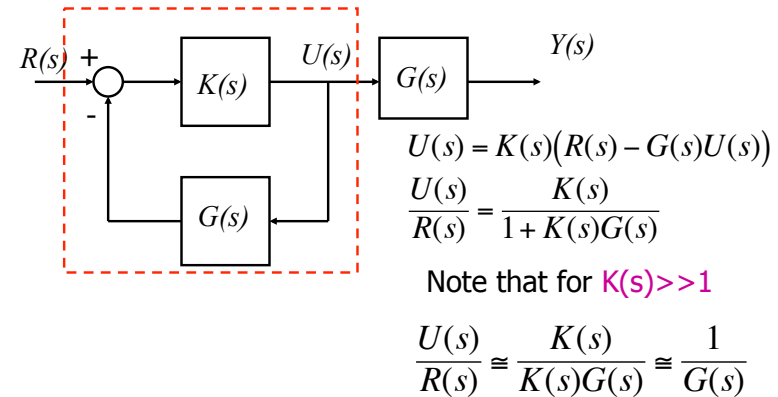 R(s)
+
-
K(s)
U(s)
G(s)
Y(s)
G(s)
U(s) = K(s)(R(s) − G(s)U(s))
U(s)/R(s) = K(s)/(1 + K(s)G(s))
Note that for K(s)>>1
U(s)/R(s) ≅ K(s)/(K(s)G(s)) ≅ 1/G(s)